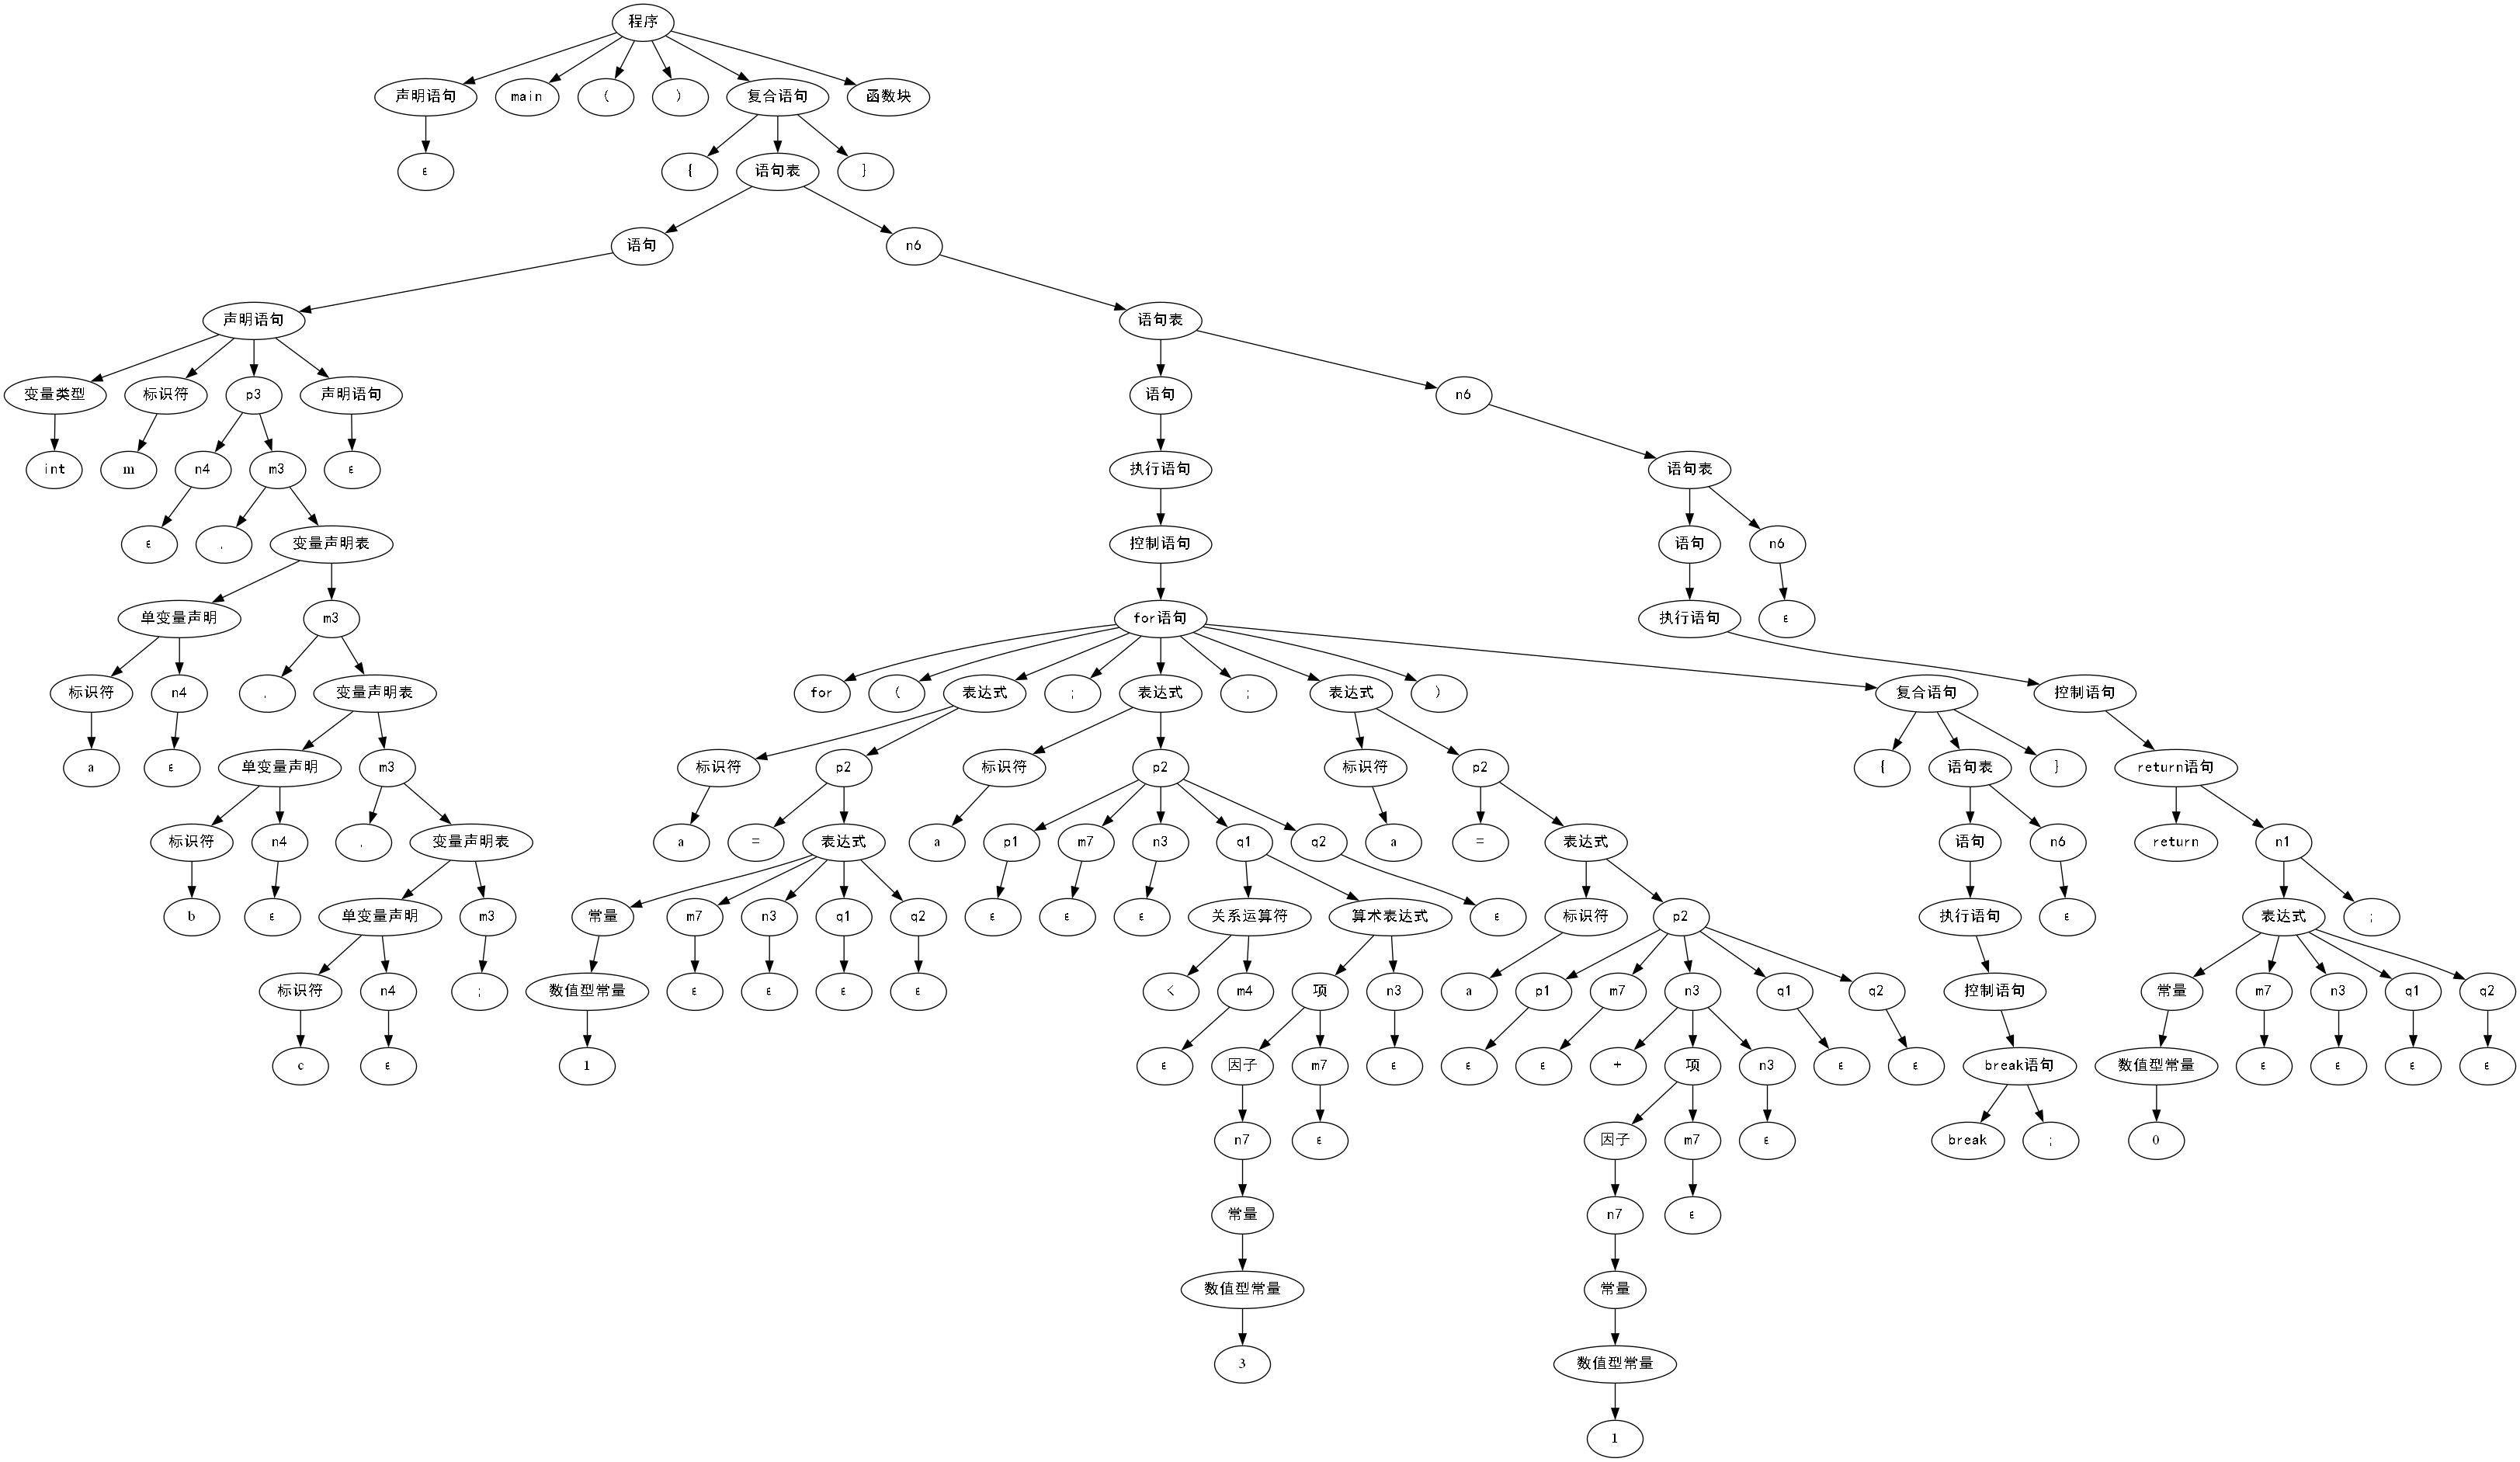 程序
声明语句 main ( ) 复合语句 函数块
ε { 语句表 }
语句 n6
声明语句 语句表
变量类型 标识符 p3 声明语句 语句 n6
int m n4 m3 ε 执行语句 语句表
ε , 变量声明表 控制语句 语句 n6
单变量声明 m3 for语句 执行语句 ε
标识符 n4 , 变量声明表 for ( 表达式 ; 表达式 ; 表达式 ) 复合语句 控制语句
a ε 单变量声明 m3 标识符 p2 标识符 p2 标识符 p2 { 语句表 } return语句
标识符 n4 , 变量声明表 a = 表达式 a p1 m7 n3 q1 q2 a = 表达式 语句 n6 return n1
b ε 单变量声明 m3 常量 m7 n3 q1 q2 ε ε ε 关系运算符 算术表达式 ε 标识符 p2 执行语句 ε 表达式 ;
标识符 n4 ; 数值型常量 ε ε ε ε < m4 项 n3 a p1 m7 n3 q1 q2 控制语句 常量 m7 n3 q1 q2
c ε 1 ε 因子 m7 ε ε ε + 项 n3 ε ε break语句 数值型常量 ε ε ε ε
n7 ε 因子 m7 ε break ; 0
常量 n7 ε
数值型常量 常量
3 数值型常量
1